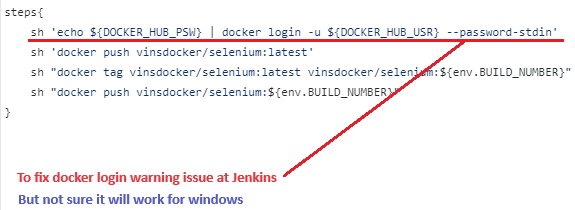 steps{
sh 'echo ${DOCKER_HUB_PSW} | docker login -u ${DOCKER_HUB_USR} --password-stdin'
sh 'docker push vinsdocker/selenium:latest'
sh "docker tag vinsdocker/selenium:latest vinsdocker/selenium:${env.BUILD_NUMBER}"
sh "docker push vinsdocker/selenium:${env.BUILD_NUMBER}"
}
To fix docker login warning issue at Jenkins
But not sure it will work for windows